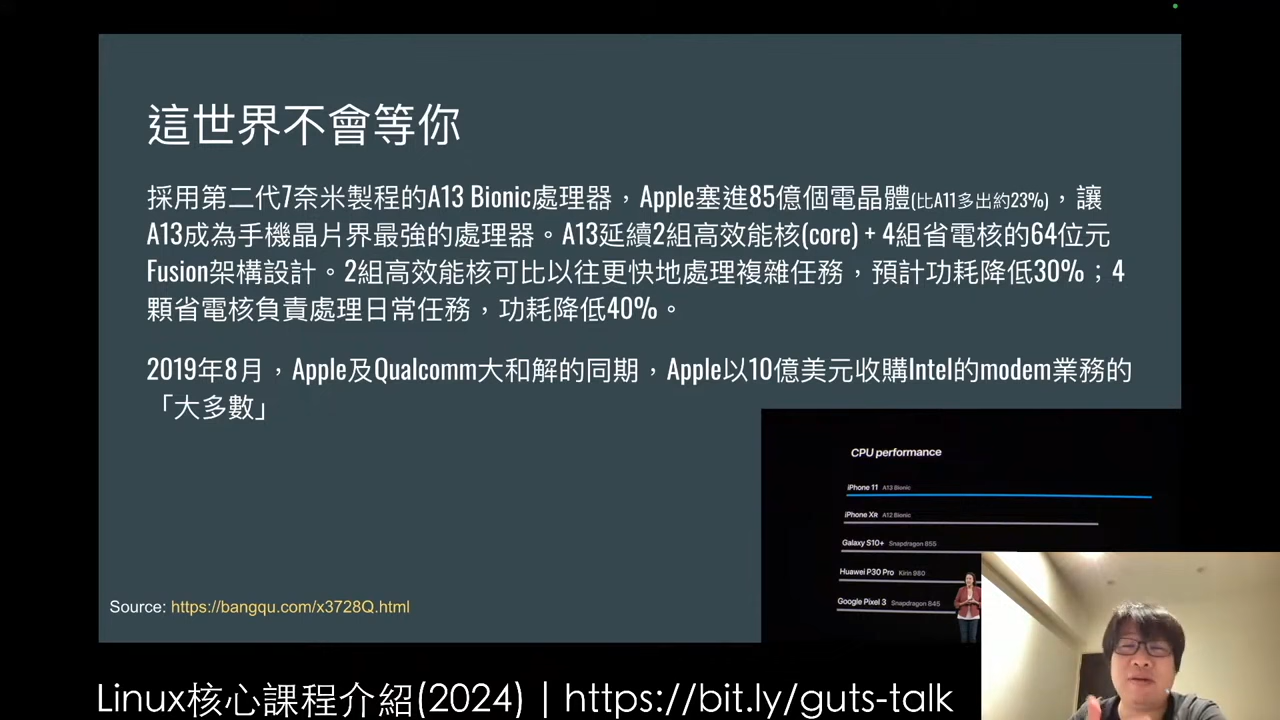 這世界不會等你
採用第二代7奈米製程的A13 Bionic處理器，Apple塞進85億個電晶體(比A11多出約23%)，讓
A13成為手機晶片界最強的處理器。A13延續2組高效能核(core) + 4組省電核的64位元
Fusion架構設計。2組高效能核可比以往更快地處理複雜任務，預計功耗降低30%；4
顆省電核負責處理日常任務，功耗降低40%。
2019年8月，Apple及Qualcomm大和解的同期，Apple以10億美元收購Intel的modem業務的
「大多數」
CPU performance
iPhone 11 A13 Bionic
iPhone XR A12 Bionic
Galaxy S10+ Snapdragon 855
Huawei P30 Pro Kirin 980
Google Pixel 3 Snapdragon 845
Source: https://bangqu.com/x3728Q.html
Linux核心課程介紹(2024) | https://bit.ly/guts-talk